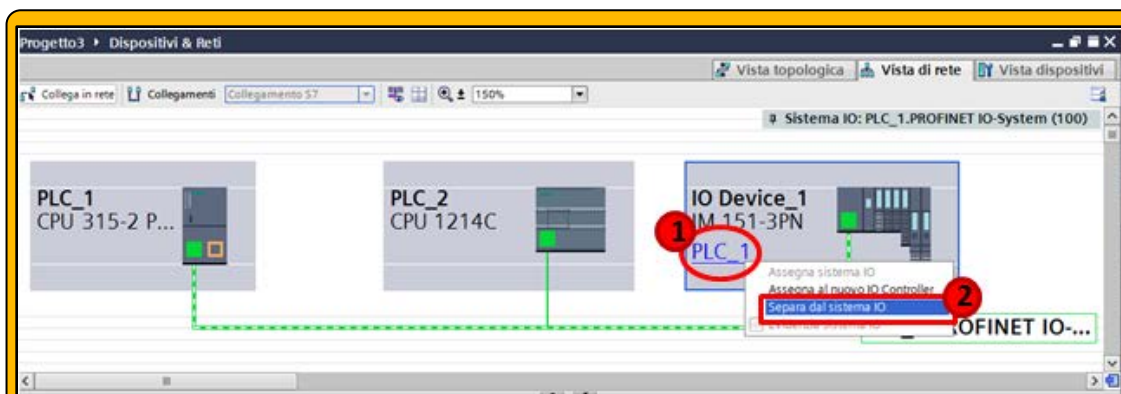 Progetto3 ▸ Dispositivi & Reti
Vista topologica Vista di rete Vista dispositivi
Collega in rete Collegamenti Collegamento S7 150%
Sistema IO: PLC_1.PROFINET IO-System (100)
PLC_1
CPU 315-2 P...
PLC_2
CPU 1214C
IO Device_1
IM 151-3PN
PLC_1
1
Assegna sistema IO
Assegna al nuovo IO Controller
Separa dal sistema IO
2
OFINET IO-...